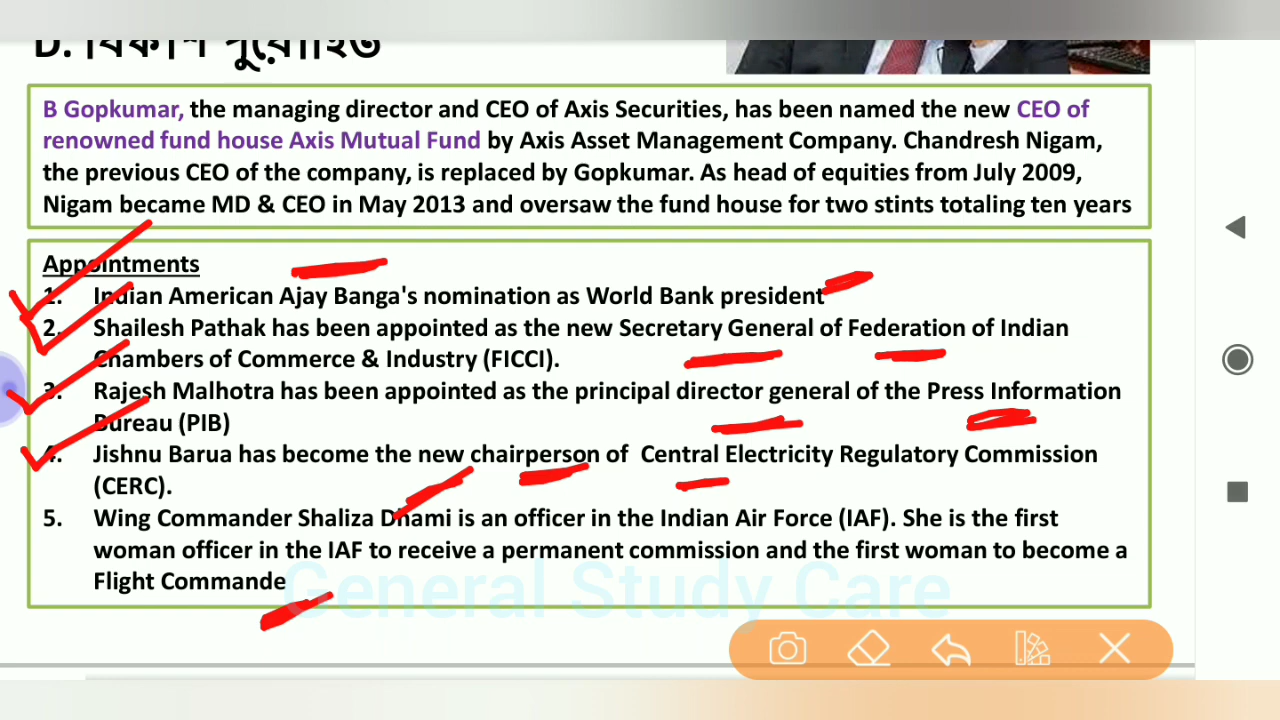 D. বিকাশ পুরোহিত
B Gopkumar, the managing director and CEO of Axis Securities, has been named the new CEO of
renowned fund house Axis Mutual Fund by Axis Asset Management Company. Chandresh Nigam,
the previous CEO of the company, is replaced by Gopkumar. As head of equities from July 2009,
Nigam became MD & CEO in May 2013 and oversaw the fund house for two stints totaling ten years
Appointments
1. Indian American Ajay Banga's nomination as World Bank president
2. Shailesh Pathak has been appointed as the new Secretary General of Federation of Indian
Chambers of Commerce & Industry (FICCI).
3. Rajesh Malhotra has been appointed as the principal director general of the Press Information
Bureau (PIB)
4. Jishnu Barua has become the new chairperson of Central Electricity Regulatory Commission
(CERC).
5. Wing Commander Shaliza Dhami is an officer in the Indian Air Force (IAF). She is the first
woman officer in the IAF to receive a permanent commission and the first woman to become a
Flight Commande
General Study Care